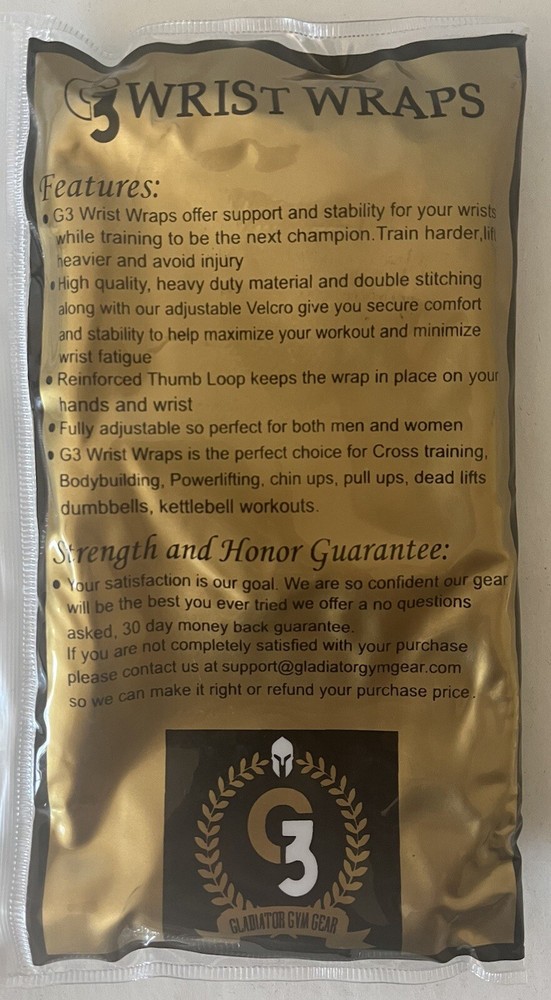 G3 WRIST WRAPS
Features:
• G3 Wrist Wraps offer support and stability for your wrists
while training to be the next champion.Train harder,lift
heavier and avoid injury
• High quality, heavy duty material and double stitching
along with our adjustable Velcro give you secure comfort
and stability to help maximize your workout and minimize
wrist fatigue
• Reinforced Thumb Loop keeps the wrap in place on your
hands and wrist
• Fully adjustable so perfect for both men and women
• G3 Wrist Wraps is the perfect choice for Cross training,
Bodybuilding, Powerlifting, chin ups, pull ups, dead lifts
dumbbells, kettlebell workouts.
Strength and Honor Guarantee:
• Your satisfaction is our goal. We are so confident our gear
will be the best you ever tried we offer a no questions
asked, 30 day money back guarantee.
If you are not completely satisfied with your purchase
please contact us at support@gladiatorgymgear.com
so we can make it right or refund your purchase price.
G3
GLADIATOR GYM GEAR